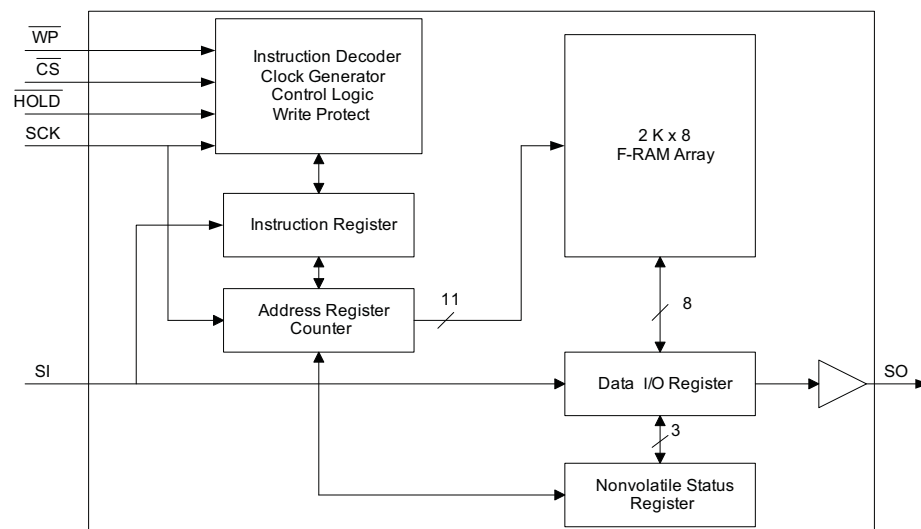 WP
CS
HOLD
SCK
Instruction Decoder
Clock Generator
Control Logic
Write Protect
2 K x 8
F-RAM Array
Instruction Register
Address Register
Counter
11
8
SI
Data I/O Register
SO
3
Nonvolatile Status
Register